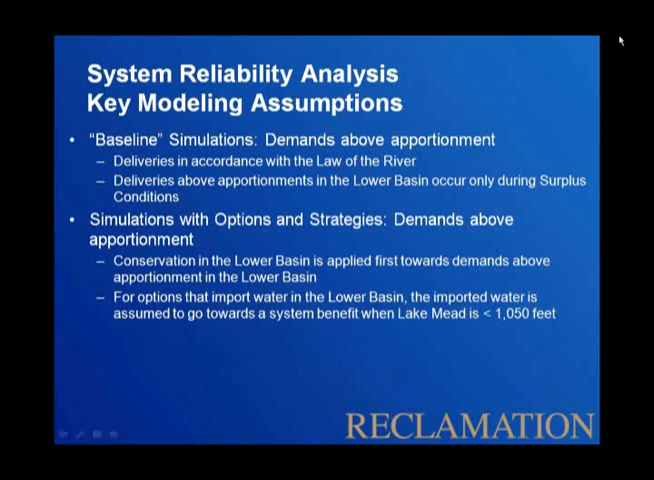 System Reliability Analysis
Key Modeling Assumptions
• “Baseline” Simulations: Demands above apportionment
– Deliveries in accordance with the Law of the River
– Deliveries above apportionments in the Lower Basin occur only during Surplus
Conditions
• Simulations with Options and Strategies: Demands above
apportionment
– Conservation in the Lower Basin is applied first towards demands above
apportionment in the Lower Basin
– For options that import water in the Lower Basin, the imported water is
assumed to go towards a system benefit when Lake Mead is < 1,050 feet
RECLAMATION